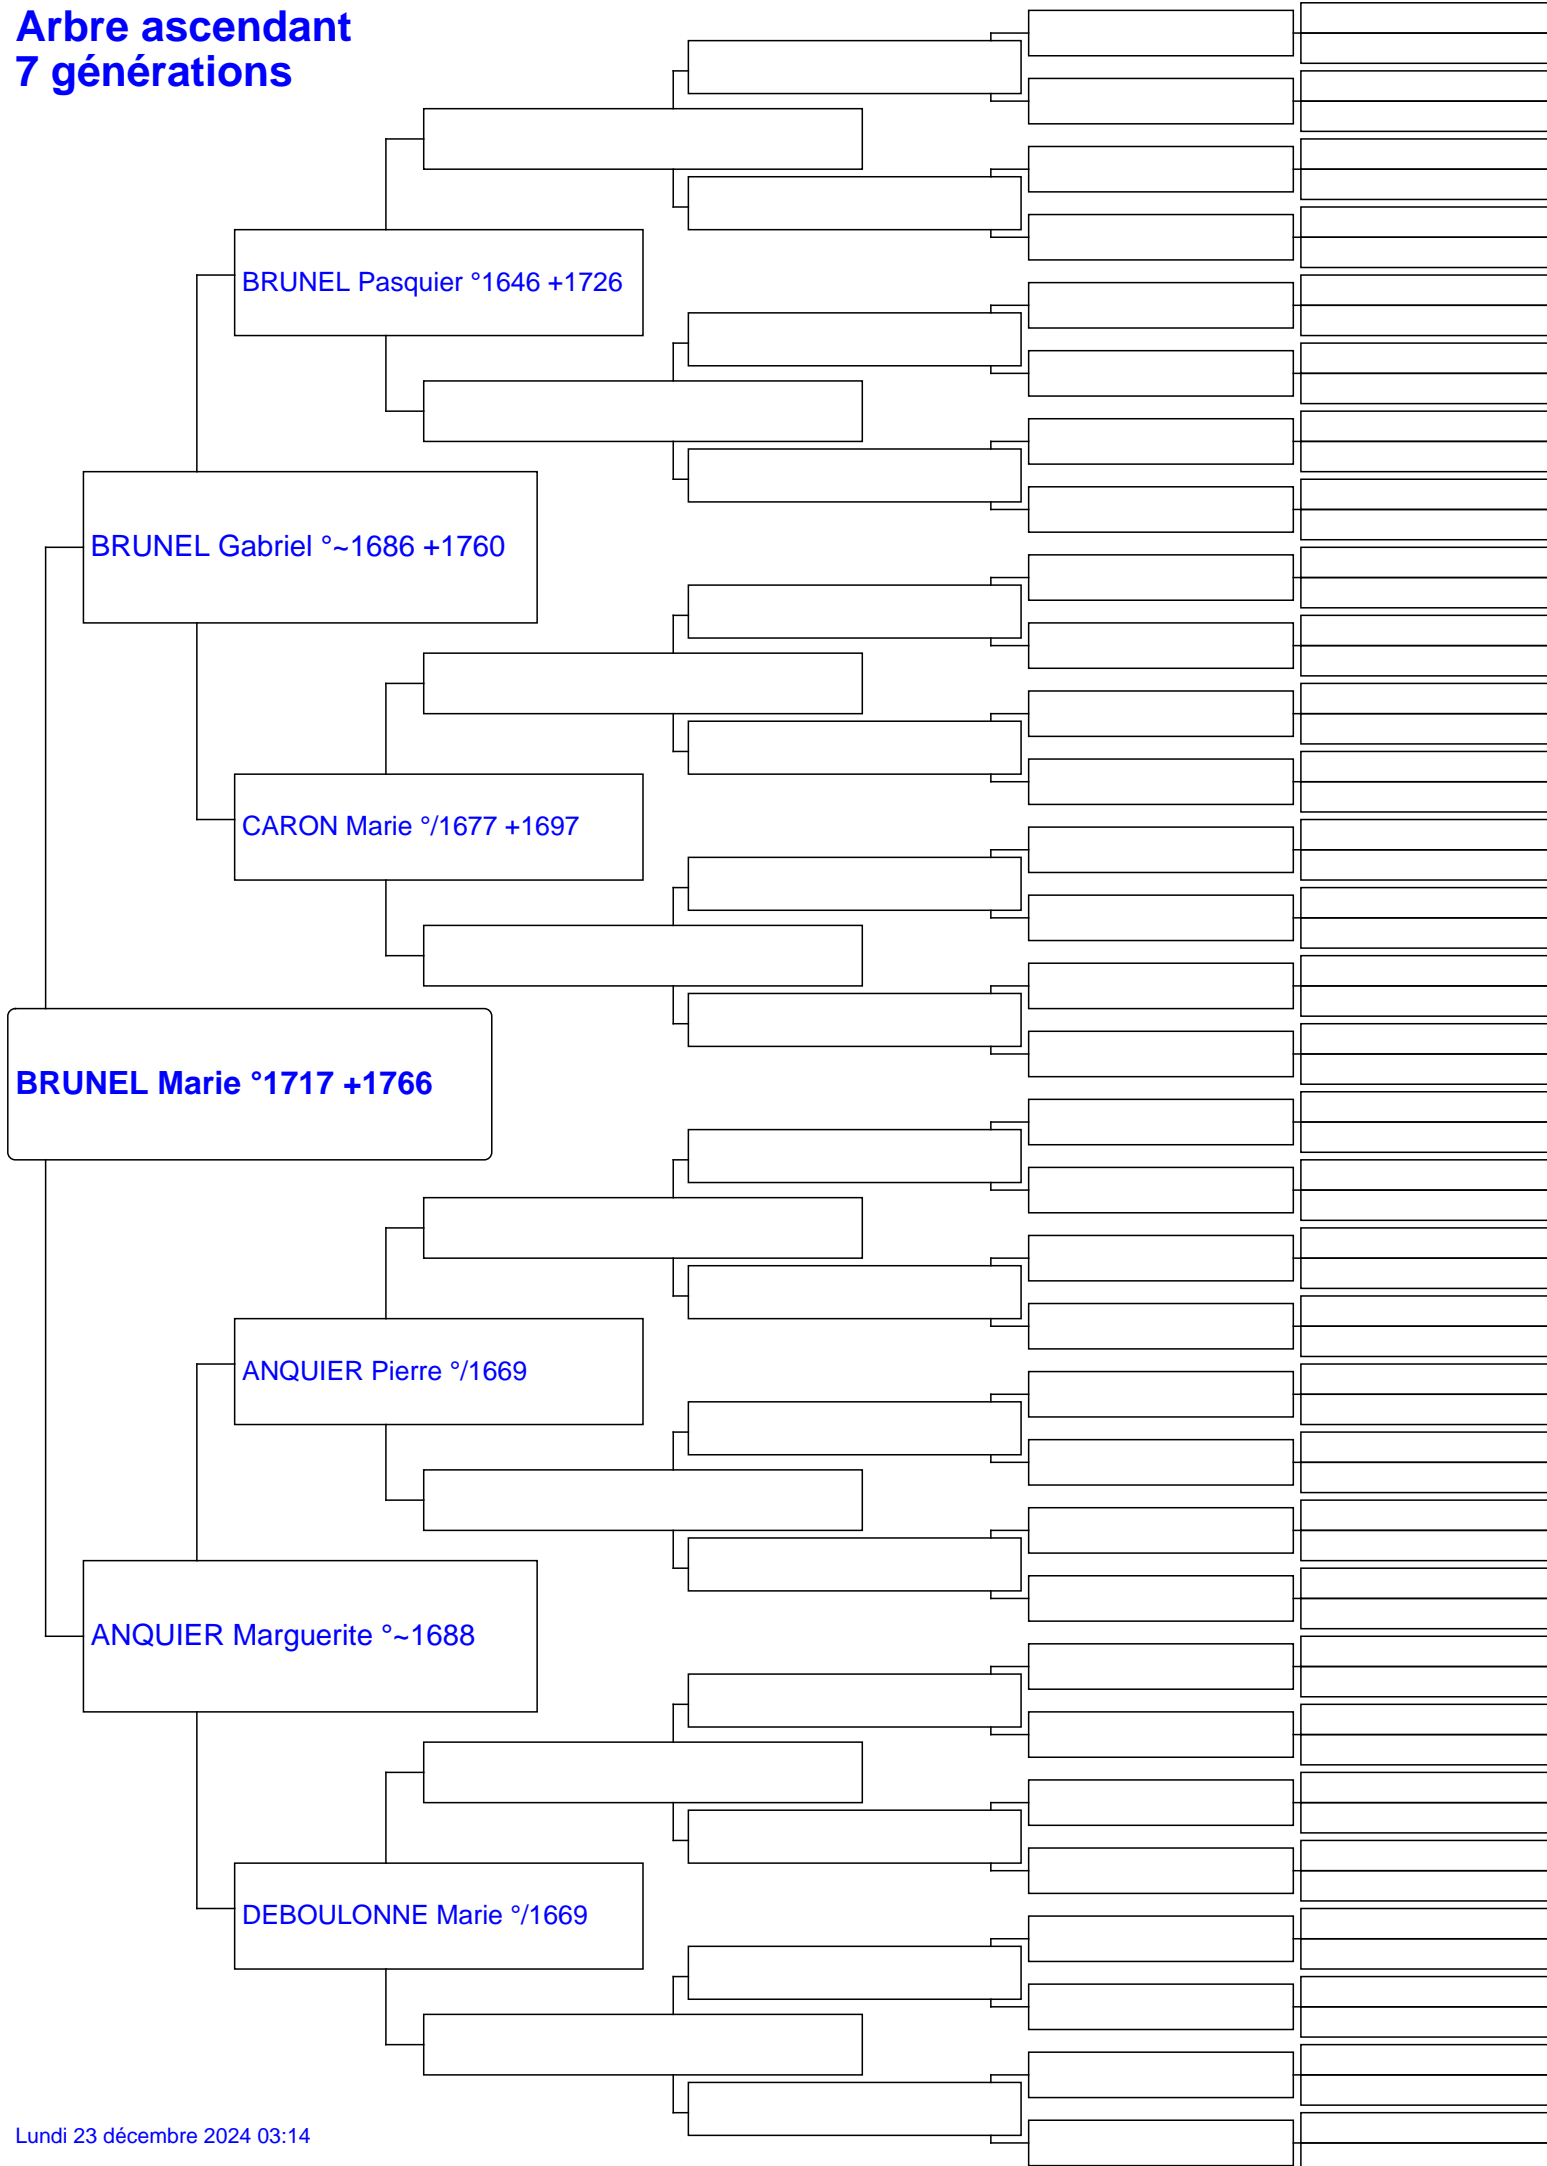 Arbre ascendant
7 générations
BRUNEL Pasquier °1646 +1726
BRUNEL Gabriel °~1686 +1760
CARON Marie °/1677 +1697
BRUNEL Marie °1717 +1766
ANQUIER Pierre °/1669
ANQUIER Marguerite °~1688
DEBOULONNE Marie °/1669
Lundi 23 décembre 2024 03:14